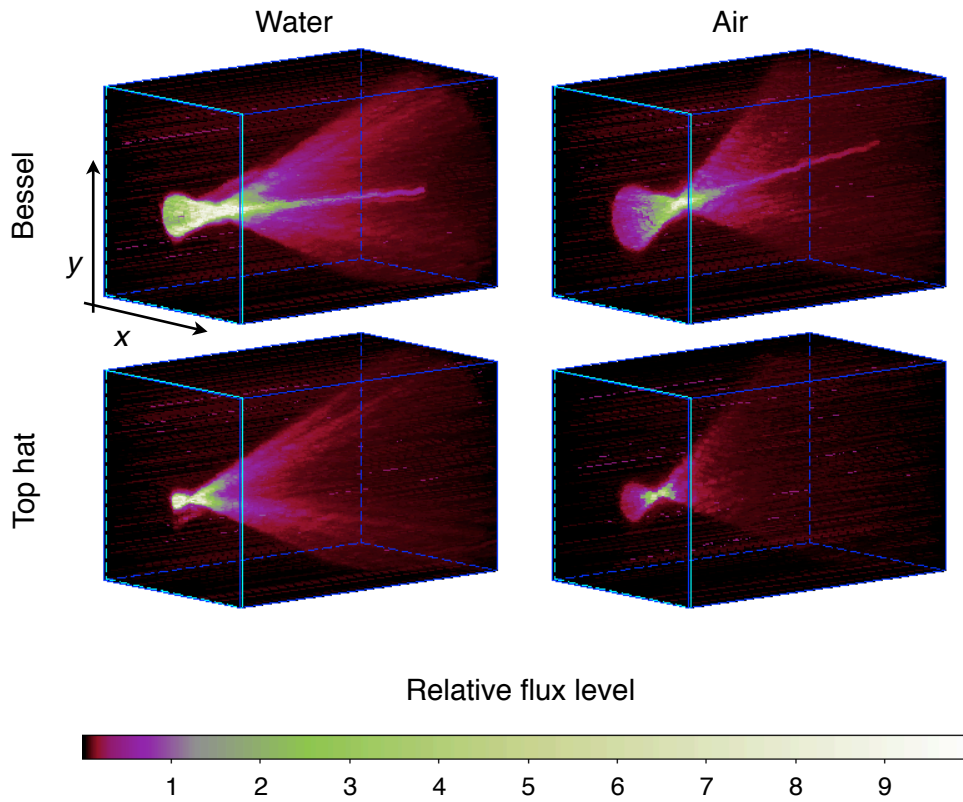 Water
Air
Bessel
y
x
Top hat
Relative flux level
1 2 3 4 5 6 7 8 9